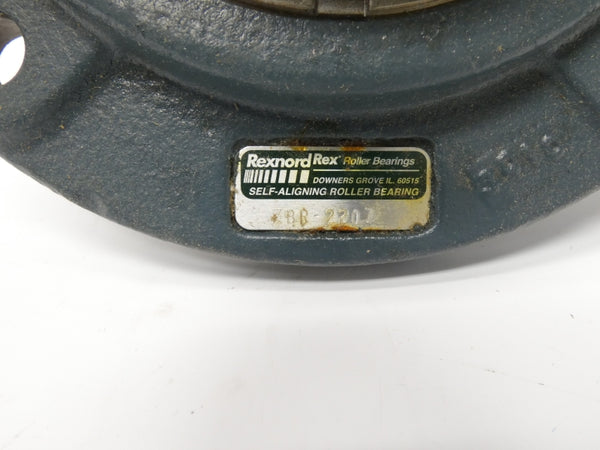 Rexnord Rex® Roller Bearings
DOWNERS GROVE IL. 60515
SELF-ALIGNING ROLLER BEARING